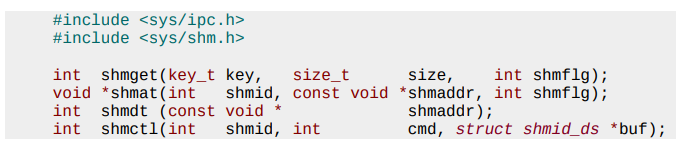 #include <sys/ipc.h>
#include <sys/shm.h>
int shmget(key_t key, size_t size, int shmflg);
void *shmat(int shmid, const void *shmaddr, int shmflg);
int shmdt (const void * shmaddr);
int shmctl(int shmid, int cmd, struct shmid_ds *buf);